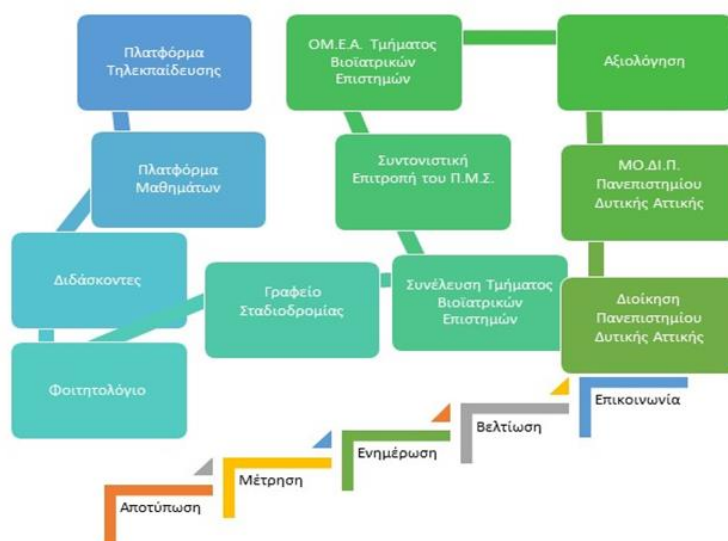 Πλατφόρμα
Τηλεκπαίδευσης
Πλατφόρμα
Μαθημάτων
Διδάσκοντες
Φοιτητολόγιο
Γραφείο
Σταδιοδρομίας
Συνέλευση Τμήματος
Βιοϊατρικών
Επιστημών
Συντονιστική
Επιτροπή του Π.Μ.Σ.
ΟΜ.Ε.Α. Τμήματος
Βιοϊατρικών
Επιστημών
Αξιολόγηση
ΜΟ.ΔΙ.Π.
Πανεπιστημίου
Δυτικής Αττικής
Διοίκηση
Πανεπιστημίου
Δυτικής Αττικής
Αποτύπωση
Μέτρηση
Ενημέρωση
Βελτίωση
Επικοινωνία